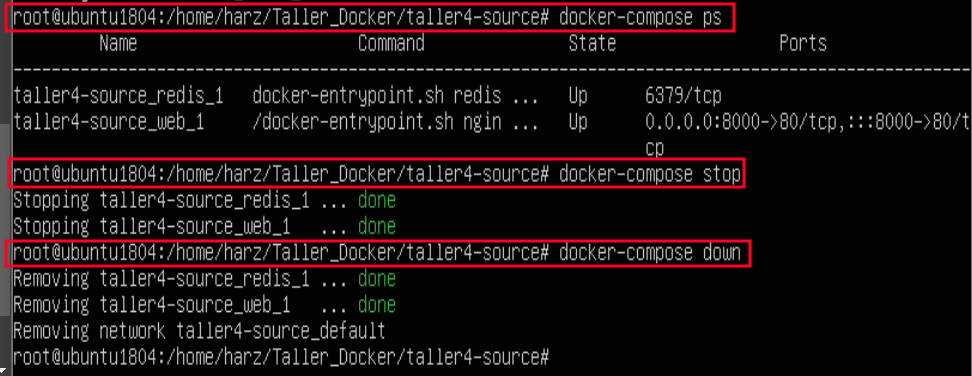 root@ubuntu1804:/home/harz/Taller_Docker/taller4-source# docker-compose ps
Name Command State Ports
--------------------------------------------------------------------------------
taller4-source_redis_1 docker-entrypoint.sh redis ... Up 6379/tcp
taller4-source_web_1 /docker-entrypoint.sh ngin ... Up 0.0.0.0:8000->80/tcp,:::8000->80/t
cp
root@ubuntu1804:/home/harz/Taller_Docker/taller4-source# docker-compose stop
Stopping taller4-source_redis_1 ... done
Stopping taller4-source_web_1 ... done
root@ubuntu1804:/home/harz/Taller_Docker/taller4-source# docker-compose down
Removing taller4-source_redis_1 ... done
Removing taller4-source_web_1 ... done
Removing network taller4-source_default
root@ubuntu1804:/home/harz/Taller_Docker/taller4-source#